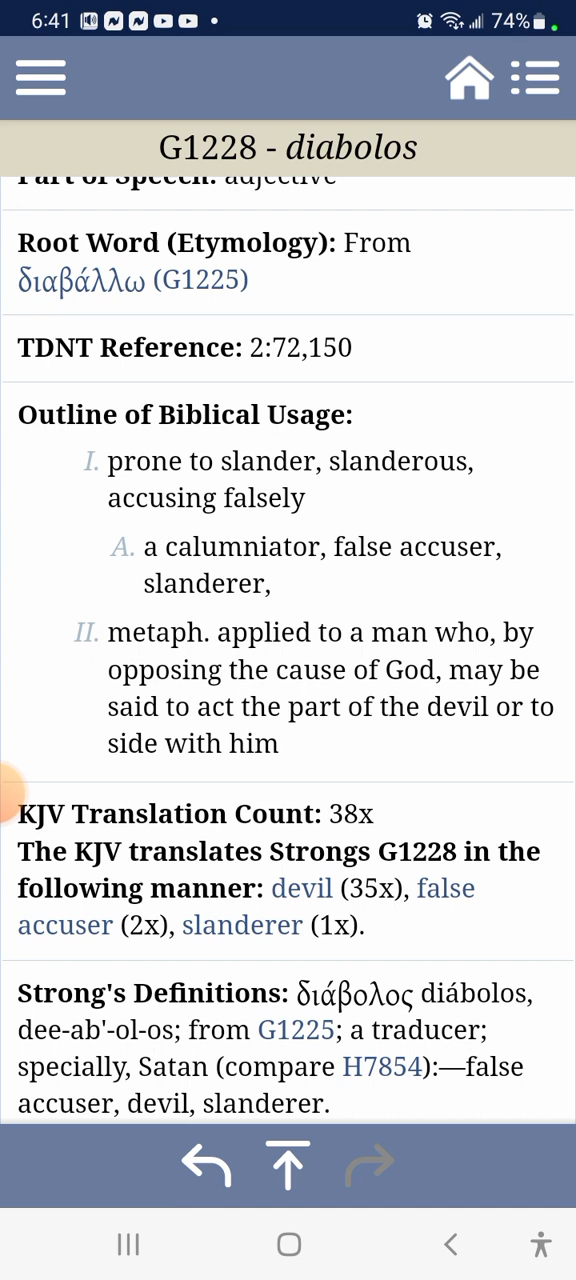 6:41
74%
G1228 - diabolos
Part of Speech: adjective
Root Word (Etymology): From
διαβάλλω (G1225)
TDNT Reference: 2:72,150
Outline of Biblical Usage:
I. prone to slander, slanderous,
accusing falsely
A. a calumniator, false accuser,
slanderer,
II. metaph. applied to a man who, by
opposing the cause of God, may be
said to act the part of the devil or to
side with him
KJV Translation Count: 38x
The KJV translates Strongs G1228 in the
following manner: devil (35x), false
accuser (2x), slanderer (1x).
Strong's Definitions: διάβολος diábolos,
dee-ab'-ol-os; from G1225; a traducer;
specially, Satan (compare H7854):—false
accuser, devil, slanderer.